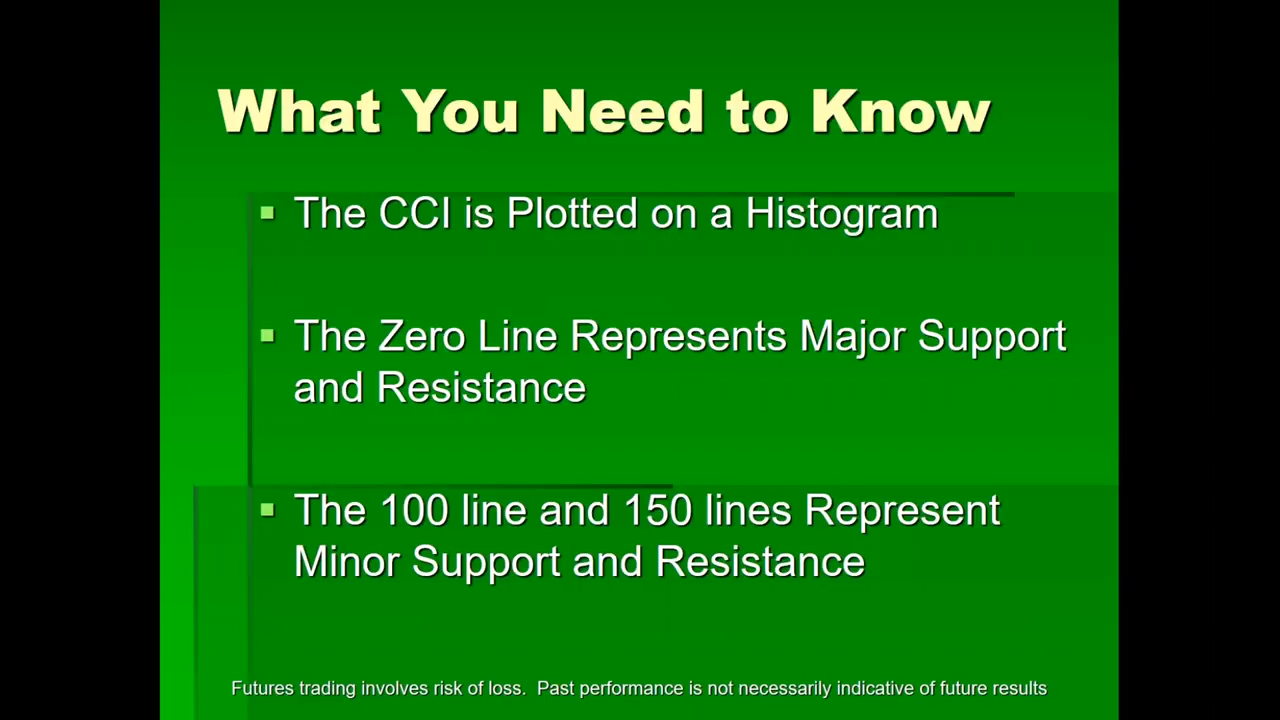 What You Need to Know
The CCI is Plotted on a Histogram
The Zero Line Represents Major Support
and Resistance
The 100 line and 150 lines Represent
Minor Support and Resistance
Futures trading involves risk of loss.  Past performance is not necessarily indicative of future results